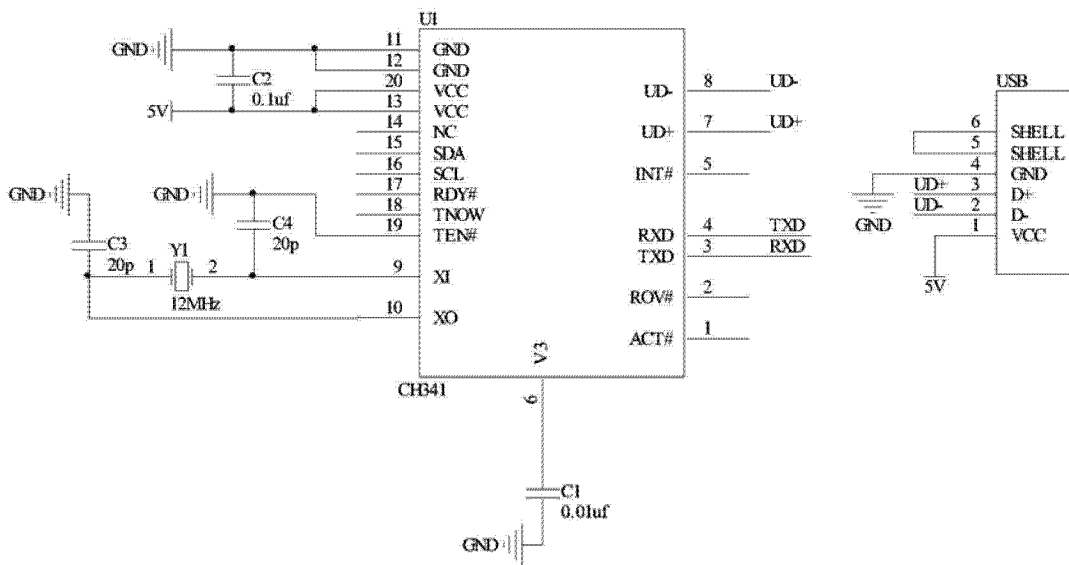 U1
GND
11
GND
12
GND
C2
0.1uf
20
VCC
5V
13
VCC
14
NC
15
SDA
16
SCL
17
RDY#
18
TNOW
19
TEN#
GND
GND
C4
20p
C3
20p
1
Y1
2
12MHz
9
XI
10
XO
UD-
8
UD-
UD+
7
UD+
INT#
5
RXD
4
TXD
TXD
3
RXD
ROV#
2
ACT#
1
V3
CH341
6
C1
0.01uf
GND
USB
6
SHELL
5
SHELL
4
GND
UD+
3
D+
UD-
2
D-
GND
1
VCC
5V